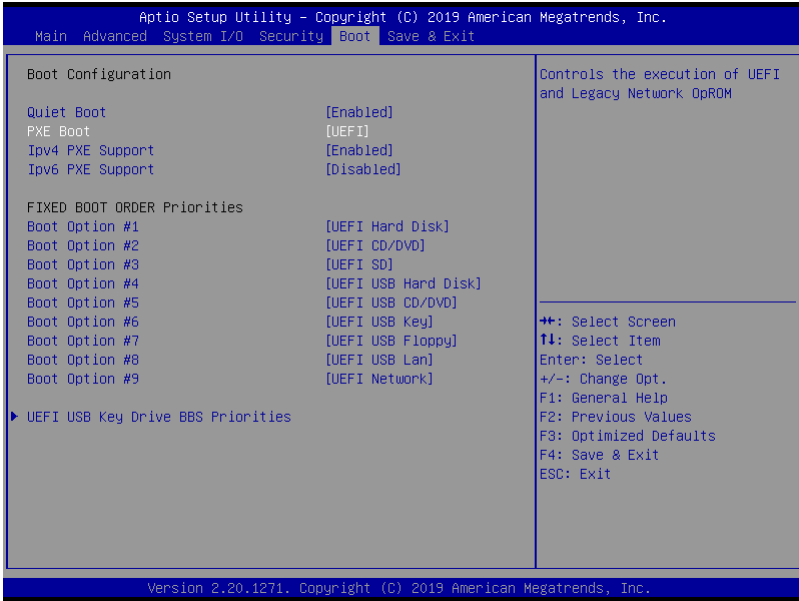 Aptio Setup Utility – Copyright (C) 2019 American Megatrends, Inc.
Main Advanced System I/O Security Boot Save & Exit
Boot Configuration
Quiet Boot [Enabled]
PXE Boot [UEFI]
Ipv4 PXE Support [Enabled]
Ipv6 PXE Support [Disabled]
FIXED BOOT ORDER Priorities
Boot Option #1 [UEFI Hard Disk]
Boot Option #2 [UEFI CD/DVD]
Boot Option #3 [UEFI SD]
Boot Option #4 [UEFI USB Hard Disk]
Boot Option #5 [UEFI USB CD/DVD]
Boot Option #6 [UEFI USB Key]
Boot Option #7 [UEFI USB Floppy]
Boot Option #8 [UEFI USB Lan]
Boot Option #9 [UEFI Network]
UEFI USB Key Drive BBS Priorities
Controls the execution of UEFI
and Legacy Network OpROM
→←: Select Screen
↑↓: Select Item
Enter: Select
+/-: Change Opt.
F1: General Help
F2: Previous Values
F3: Optimized Defaults
F4: Save & Exit
ESC: Exit
Version 2.20.1271. Copyright (C) 2019 American Megatrends, Inc.